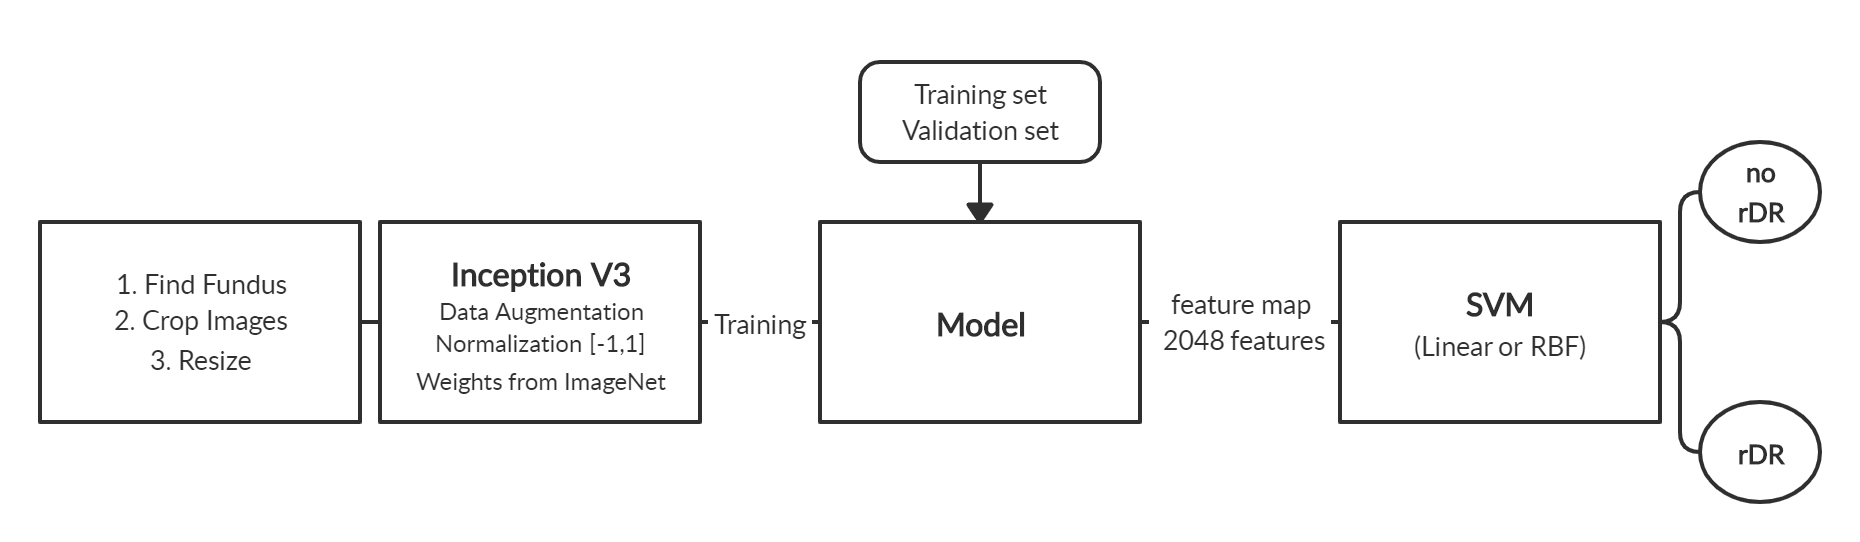 Training set
Validation set
1. Find Fundus
2. Crop Images
3. Resize
Inception V3
Data Augmentation
Normalization [-1,1]
Weights from ImageNet
Training
Model
feature map
2048 features
SVM
(Linear or RBF)
no
rDR
rDR